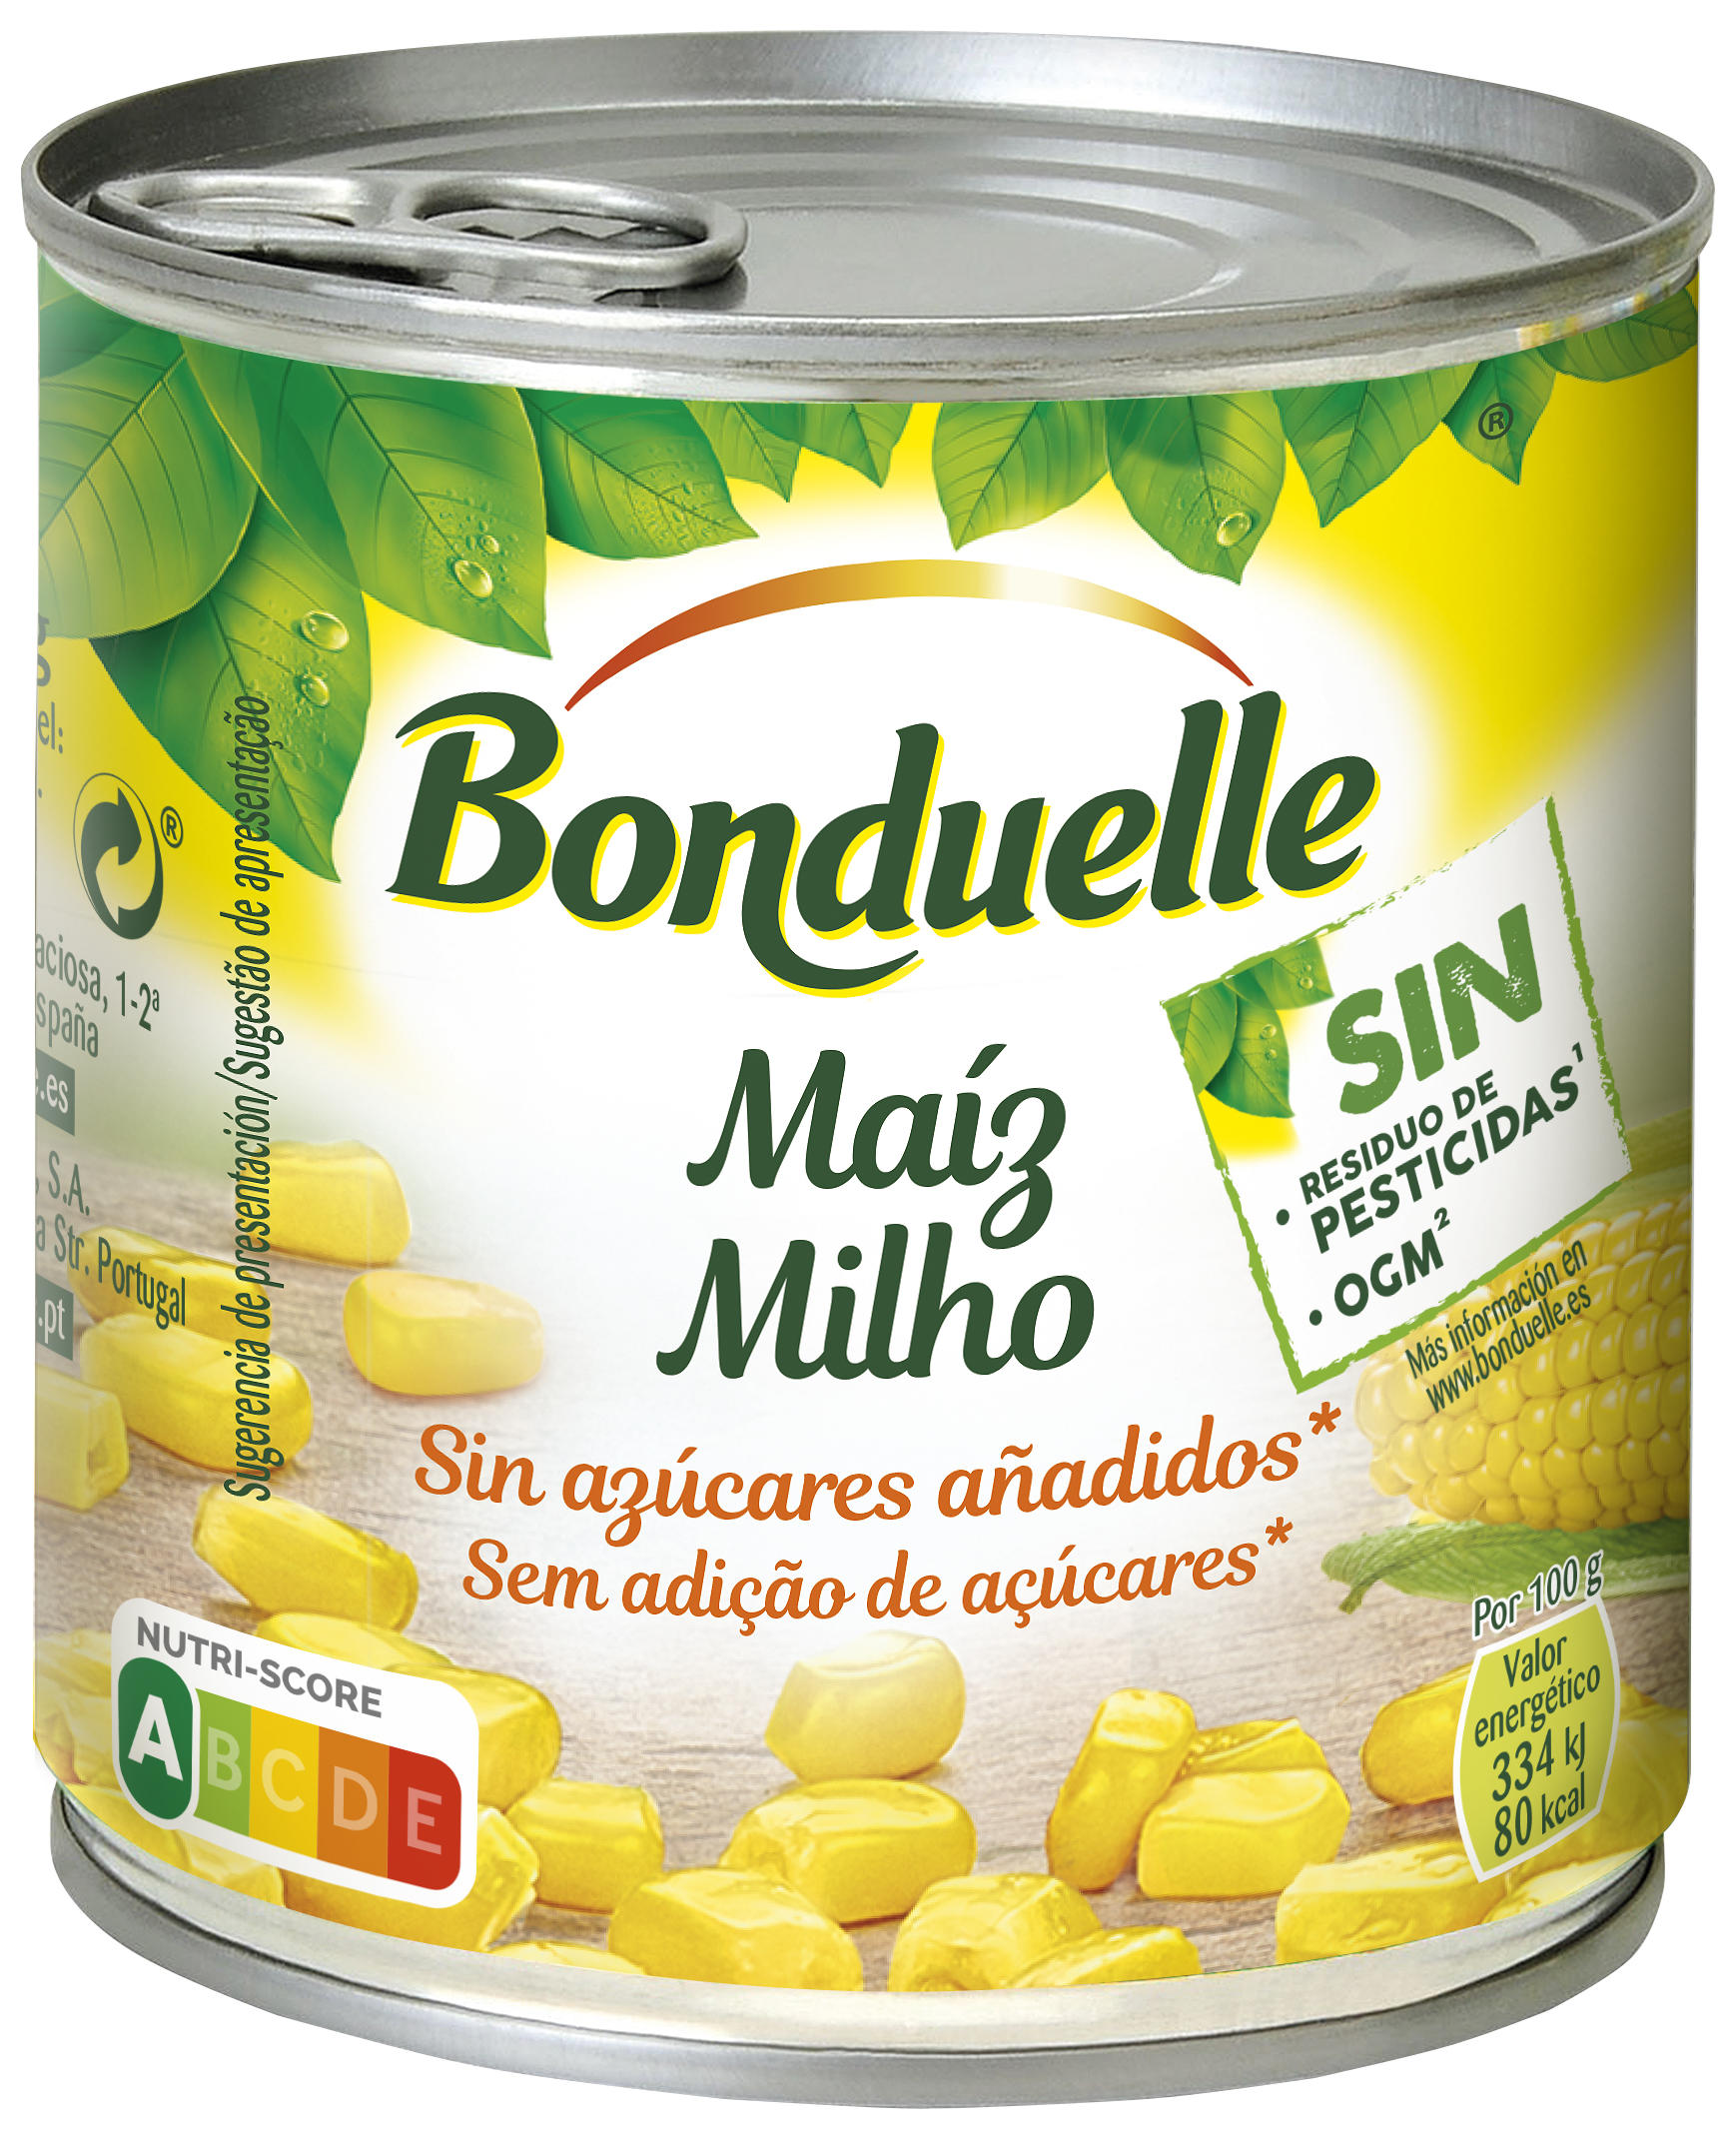 ®
Bonduelle
Maíz
Milho
Sin azúcares añadidos*
Sem adição de açúcares*
SIN
• RESIDUO DE
PESTICIDAS¹
• OGM²
Más información en
www.bonduelle.es
Por 100 g
Valor
energético
334 kJ
80 kcal
NUTRI-SCORE
A B C D E
Sugerencia de presentación/Sugestão de apresentação
el:
®
1-2ª
.es
S.A.
Str. Portugal
.pt